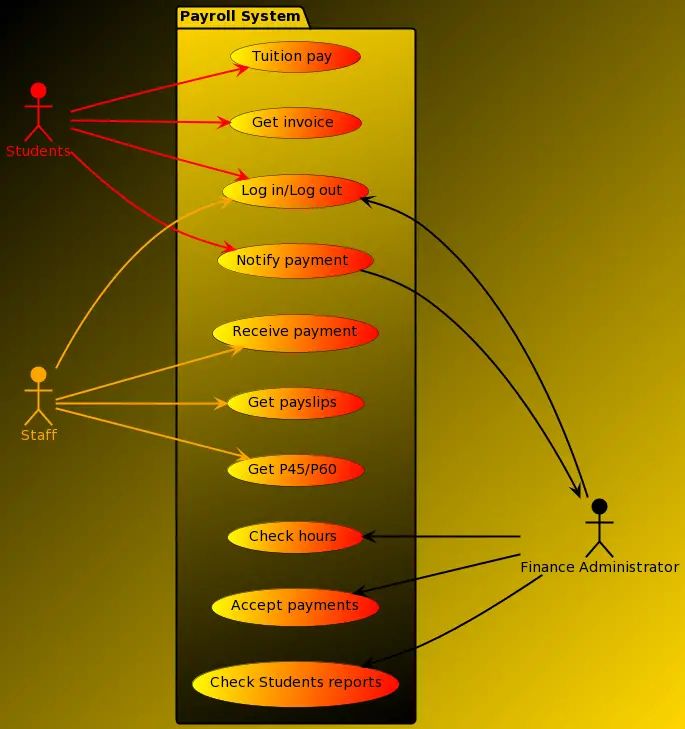 Payroll System
Tuition pay
Get invoice
Students
Log in/Log out
Notify payment
Receive payment
Get payslips
Staff
Get P45/P60
Check hours
Finance Administrator
Accept payments
Check Students reports